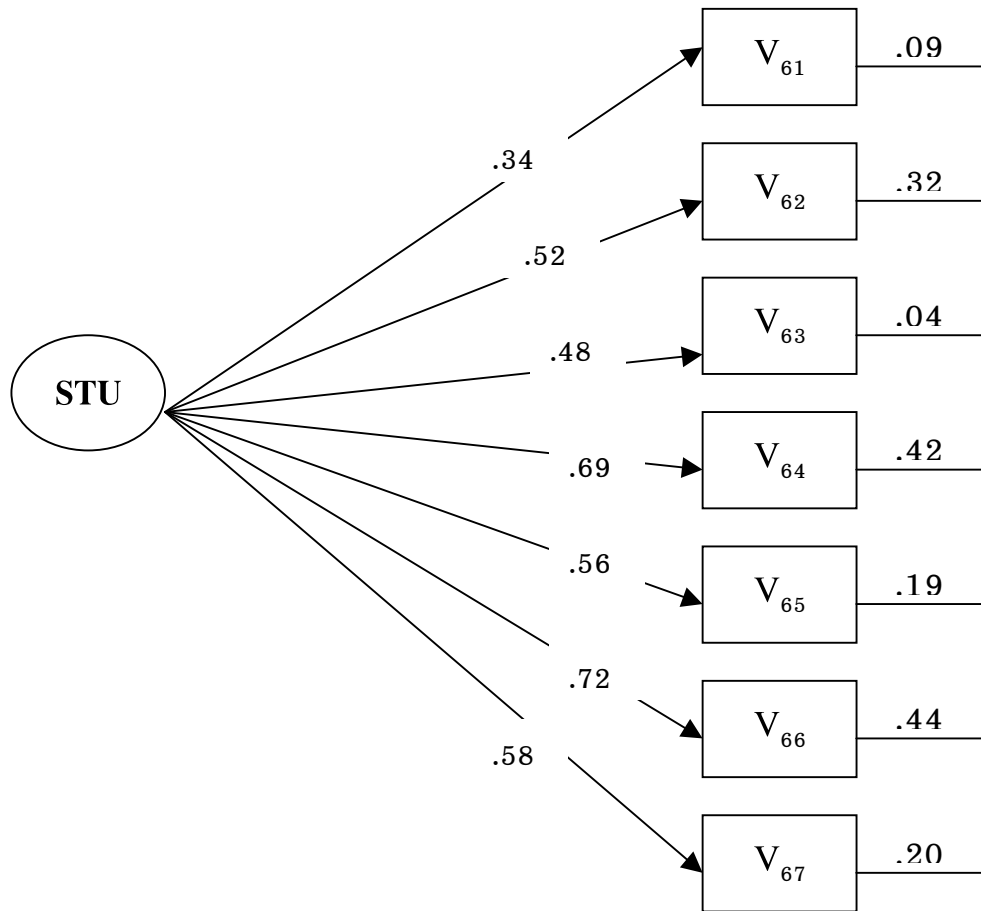 V61 .09
.34
V62 .32
.52
V63 .04
.48
STU
V64 .42
.69
.56
V65 .19
.72
V66 .44
.58
V67 .20